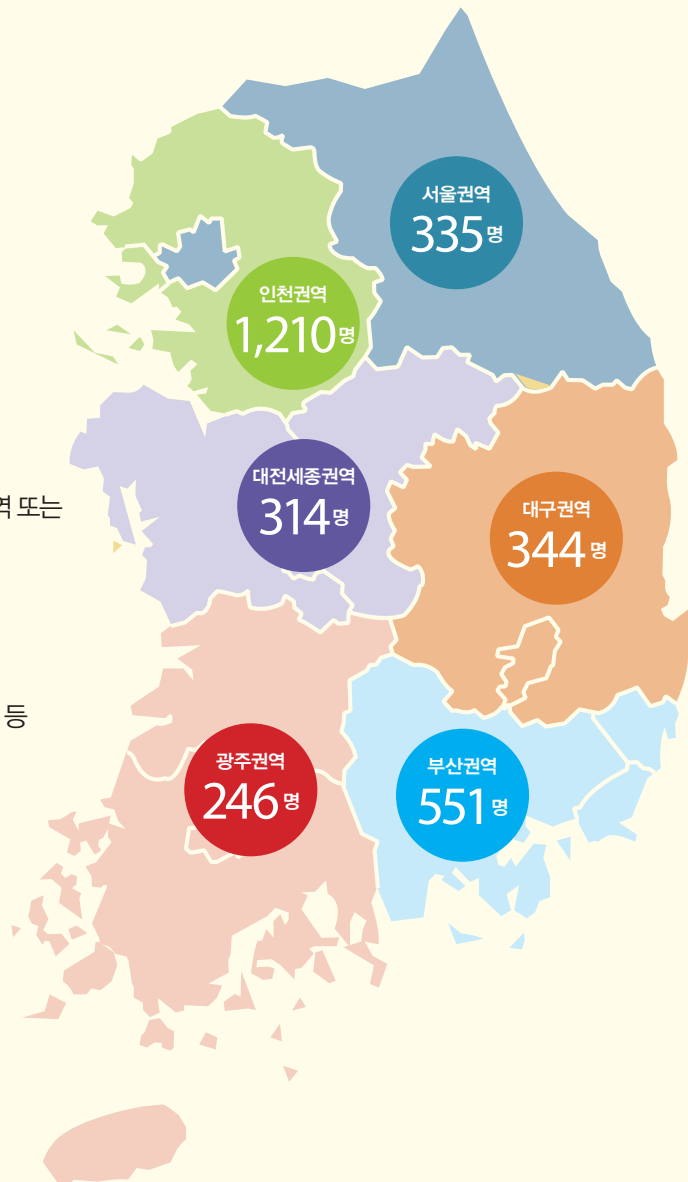 서울권역
335명
인천권역
1,210명
대전세종권역
314명
역 또는
대구권역
344명
등
광주권역
246명
부산권역
551명